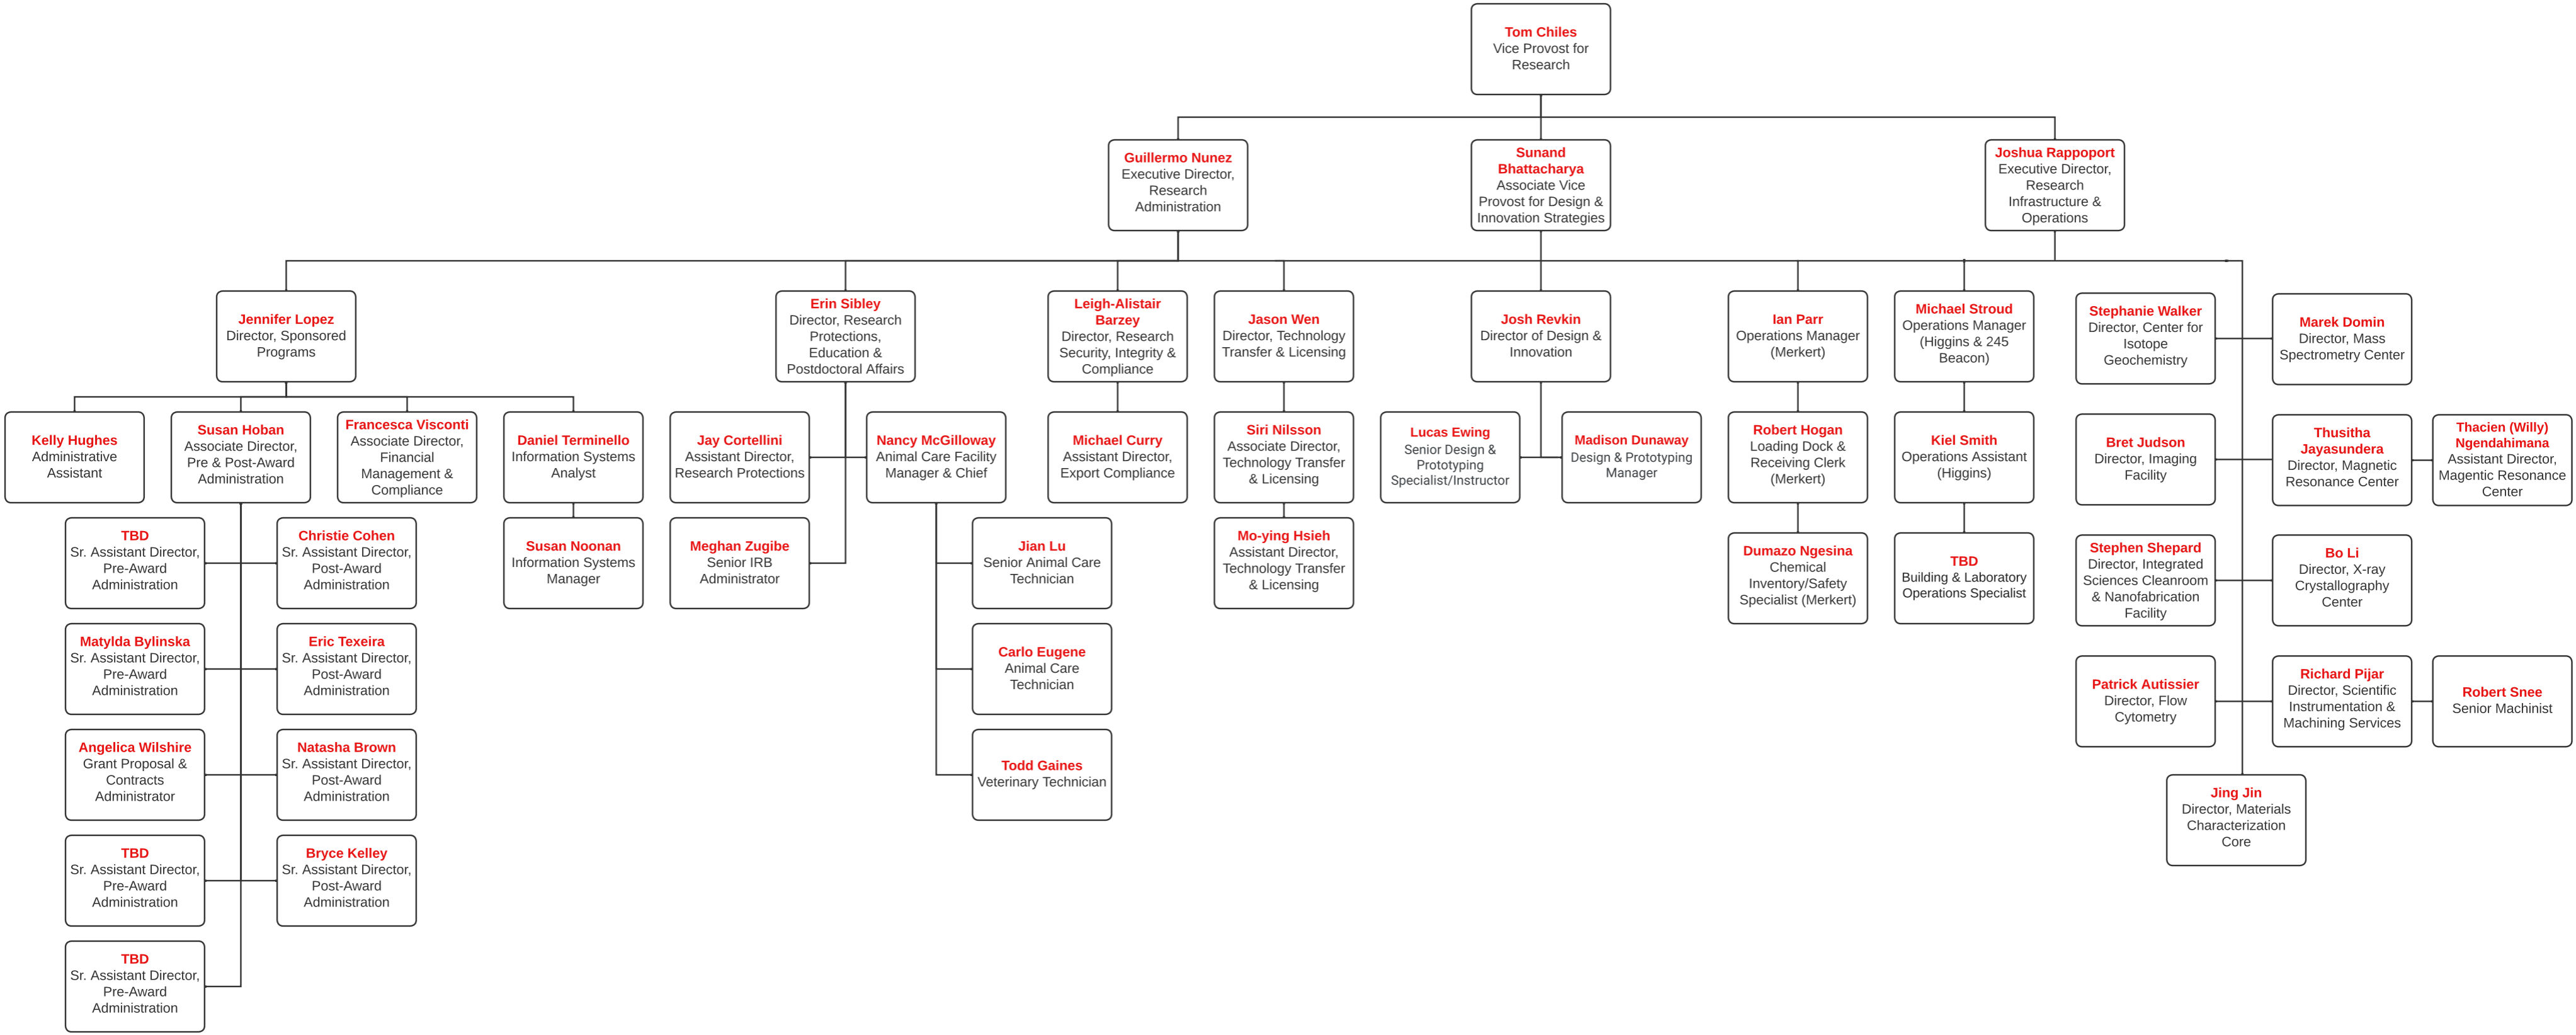 Tom Chiles
Vice Provost for
Research
Guillermo Nunez
Executive Director,
Research
Administration
Sunand
Bhattacharya
Associate Vice
Provost for Design &
Innovation Strategies
Joshua Rappoport
Executive Director,
Research
Infrastructure &
Operations
Jennifer Lopez
Director, Sponsored
Programs
Erin Sibley
Director, Research
Protections,
Education &
Postdoctoral Affairs
Leigh-Alistair
Barzey
Director, Research
Security, Integrity &
Compliance
Jason Wen
Director, Technology
Transfer & Licensing
Josh Revkin
Director of Design &
Innovation
Ian Parr
Operations Manager
(Merkert)
Michael Stroud
Operations Manager
(Higgins & 245
Beacon)
Stephanie Walker
Director, Center for
Isotope
Geochemistry
Marek Domin
Director, Mass
Spectrometry Center
Kelly Hughes
Administrative
Assistant
Susan Hoban
Associate Director,
Pre & Post-Award
Administration
Francesca Visconti
Associate Director,
Financial
Management &
Compliance
Daniel Terminello
Information Systems
Analyst
Jay Cortellini
Assistant Director,
Research Protections
Nancy McGilloway
Animal Care Facility
Manager & Chief
Michael Curry
Assistant Director,
Export Compliance
Siri Nilsson
Associate Director,
Technology Transfer
& Licensing
Lucas Ewing
Senior Design &
Prototyping
Specialist/Instructor
Madison Dunaway
Design & Prototyping
Manager
Robert Hogan
Loading Dock &
Receiving Clerk
(Merkert)
Kiel Smith
Operations Assistant
(Higgins)
Bret Judson
Director, Imaging
Facility
Thusitha
Jayasundera
Director, Magnetic
Resonance Center
Thacien (Willy)
Ngendahimana
Assistant Director,
Magentic Resonance
Center
TBD
Sr. Assistant Director,
Pre-Award
Administration
Christie Cohen
Sr. Assistant Director,
Post-Award
Administration
Susan Noonan
Information Systems
Manager
Meghan Zugibe
Senior IRB
Administrator
Jian Lu
Senior Animal Care
Technician
Mo-ying Hsieh
Assistant Director,
Technology Transfer
& Licensing
Dumazo Ngesina
Chemical
Inventory/Safety
Specialist (Merkert)
TBD
Building & Laboratory
Operations Specialist
Stephen Shepard
Director, Integrated
Sciences Cleanroom
& Nanofabrication
Facility
Bo Li
Director, X-ray
Crystallography
Center
Matylda Bylinska
Sr. Assistant Director,
Pre-Award
Administration
Eric Texeira
Sr. Assistant Director,
Post-Award
Administration
Carlo Eugene
Animal Care
Technician
Patrick Autissier
Director, Flow
Cytometry
Richard Pijar
Director, Scientific
Instrumentation &
Machining Services
Robert Snee
Senior Machinist
Angelica Wilshire
Grant Proposal &
Contracts
Administrator
Natasha Brown
Sr. Assistant Director,
Post-Award
Administration
Todd Gaines
Veterinary Technician
Jing Jin
Director, Materials
Characterization
Core
TBD
Sr. Assistant Director,
Pre-Award
Administration
Bryce Kelley
Sr. Assistant Director,
Post-Award
Administration
TBD
Sr. Assistant Director,
Pre-Award
Administration